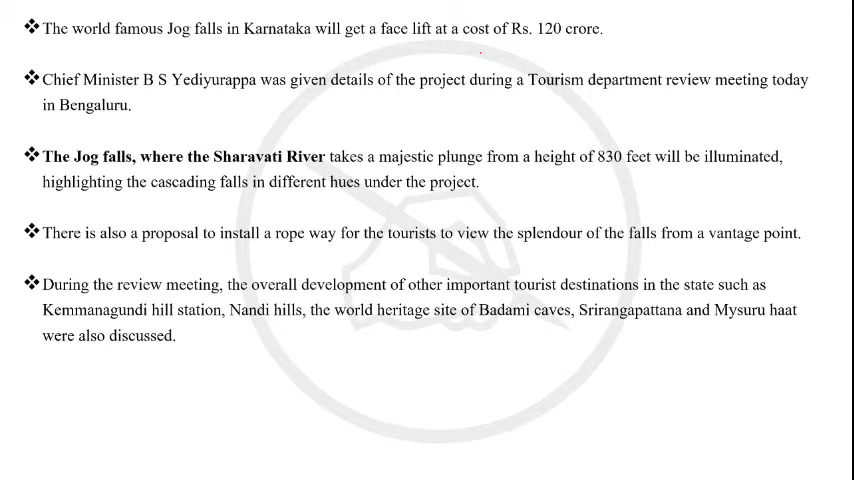 ❖The world famous Jog falls in Karnataka will get a face lift at a cost of Rs. 120 crore.
❖Chief Minister B S Yediyurappa was given details of the project during a Tourism department review meeting today
in Bengaluru.
❖The Jog falls, where the Sharavati River takes a majestic plunge from a height of 830 feet will be illuminated,
highlighting the cascading falls in different hues under the project.
❖There is also a proposal to install a rope way for the tourists to view the splendour of the falls from a vantage point.
❖During the review meeting, the overall development of other important tourist destinations in the state such as
Kemmanagundi hill station, Nandi hills, the world heritage site of Badami caves, Srirangapattana and Mysuru haat
were also discussed.